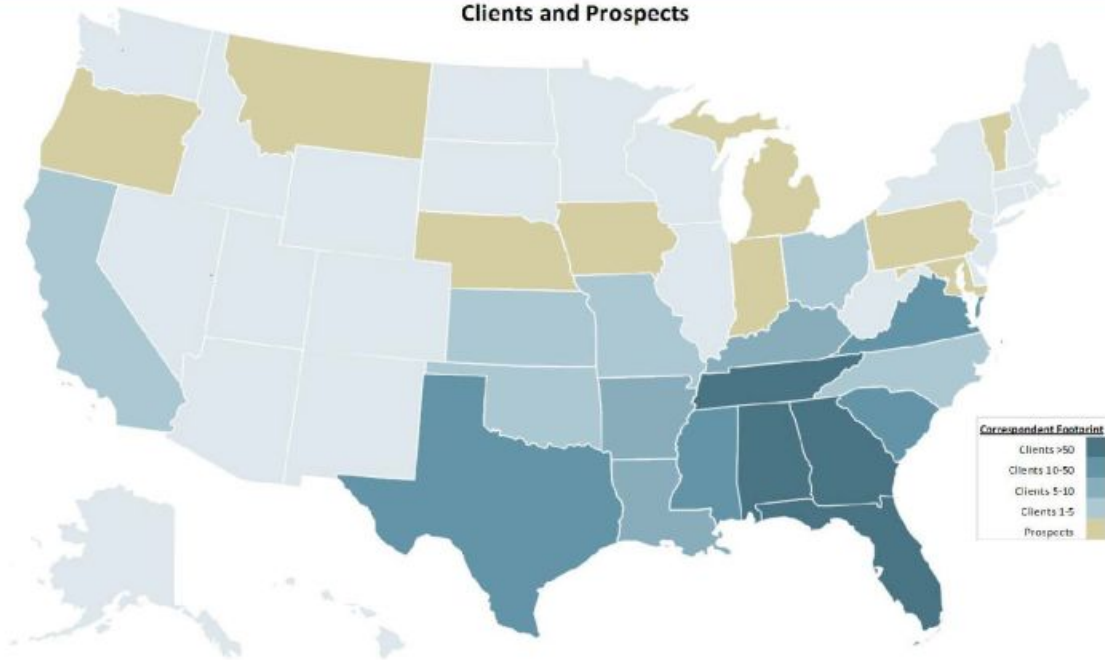 Clients and Prospects
Correspondent Footprint
Clients >50
Clients 10-50
Clients 5-10
Clients 1-5
Prospects